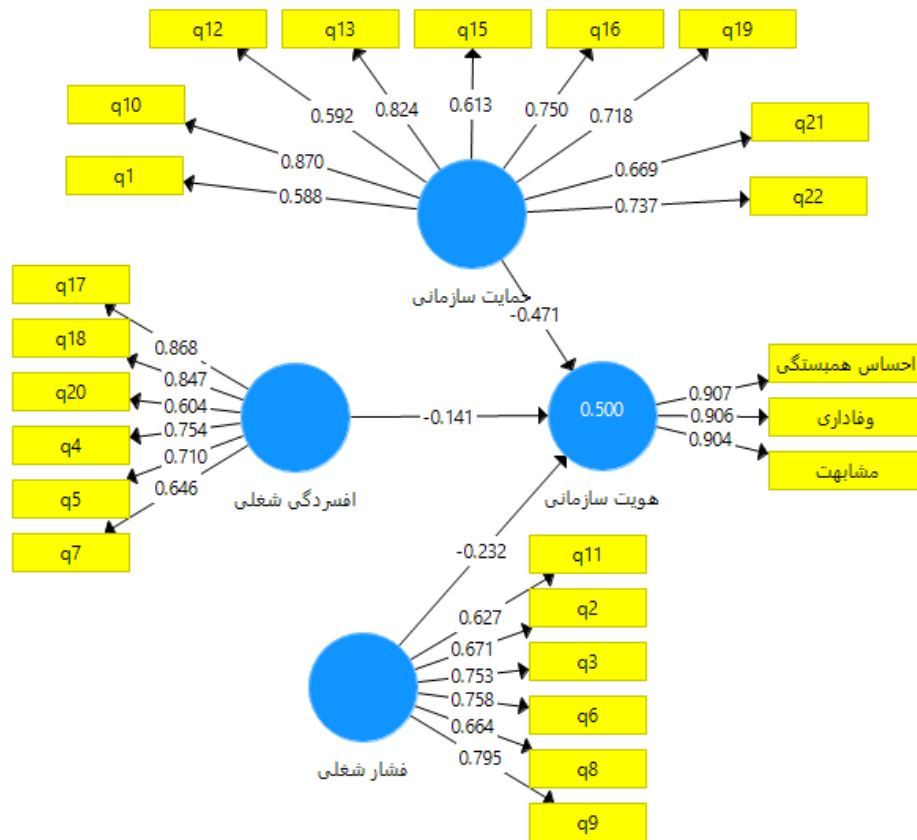 q12
q13
q15
q16
q19
q10
q1
q21
q22
0.592
0.824
0.613
0.750
0.718
0.870
0.588
0.669
0.737
حمایت سازمانی
-0.471
q17
q18
q20
q4
q5
q7
0.868
0.847
0.604
0.754
0.710
0.646
افسردگی شغلی
-0.141
0.500
هویت سازمانی
0.907
0.906
0.904
احساس همبستگی
وفاداری
مشابهت
-0.232
فشار شغلی
0.627
0.671
0.753
0.758
0.664
0.795
q11
q2
q3
q6
q8
q9